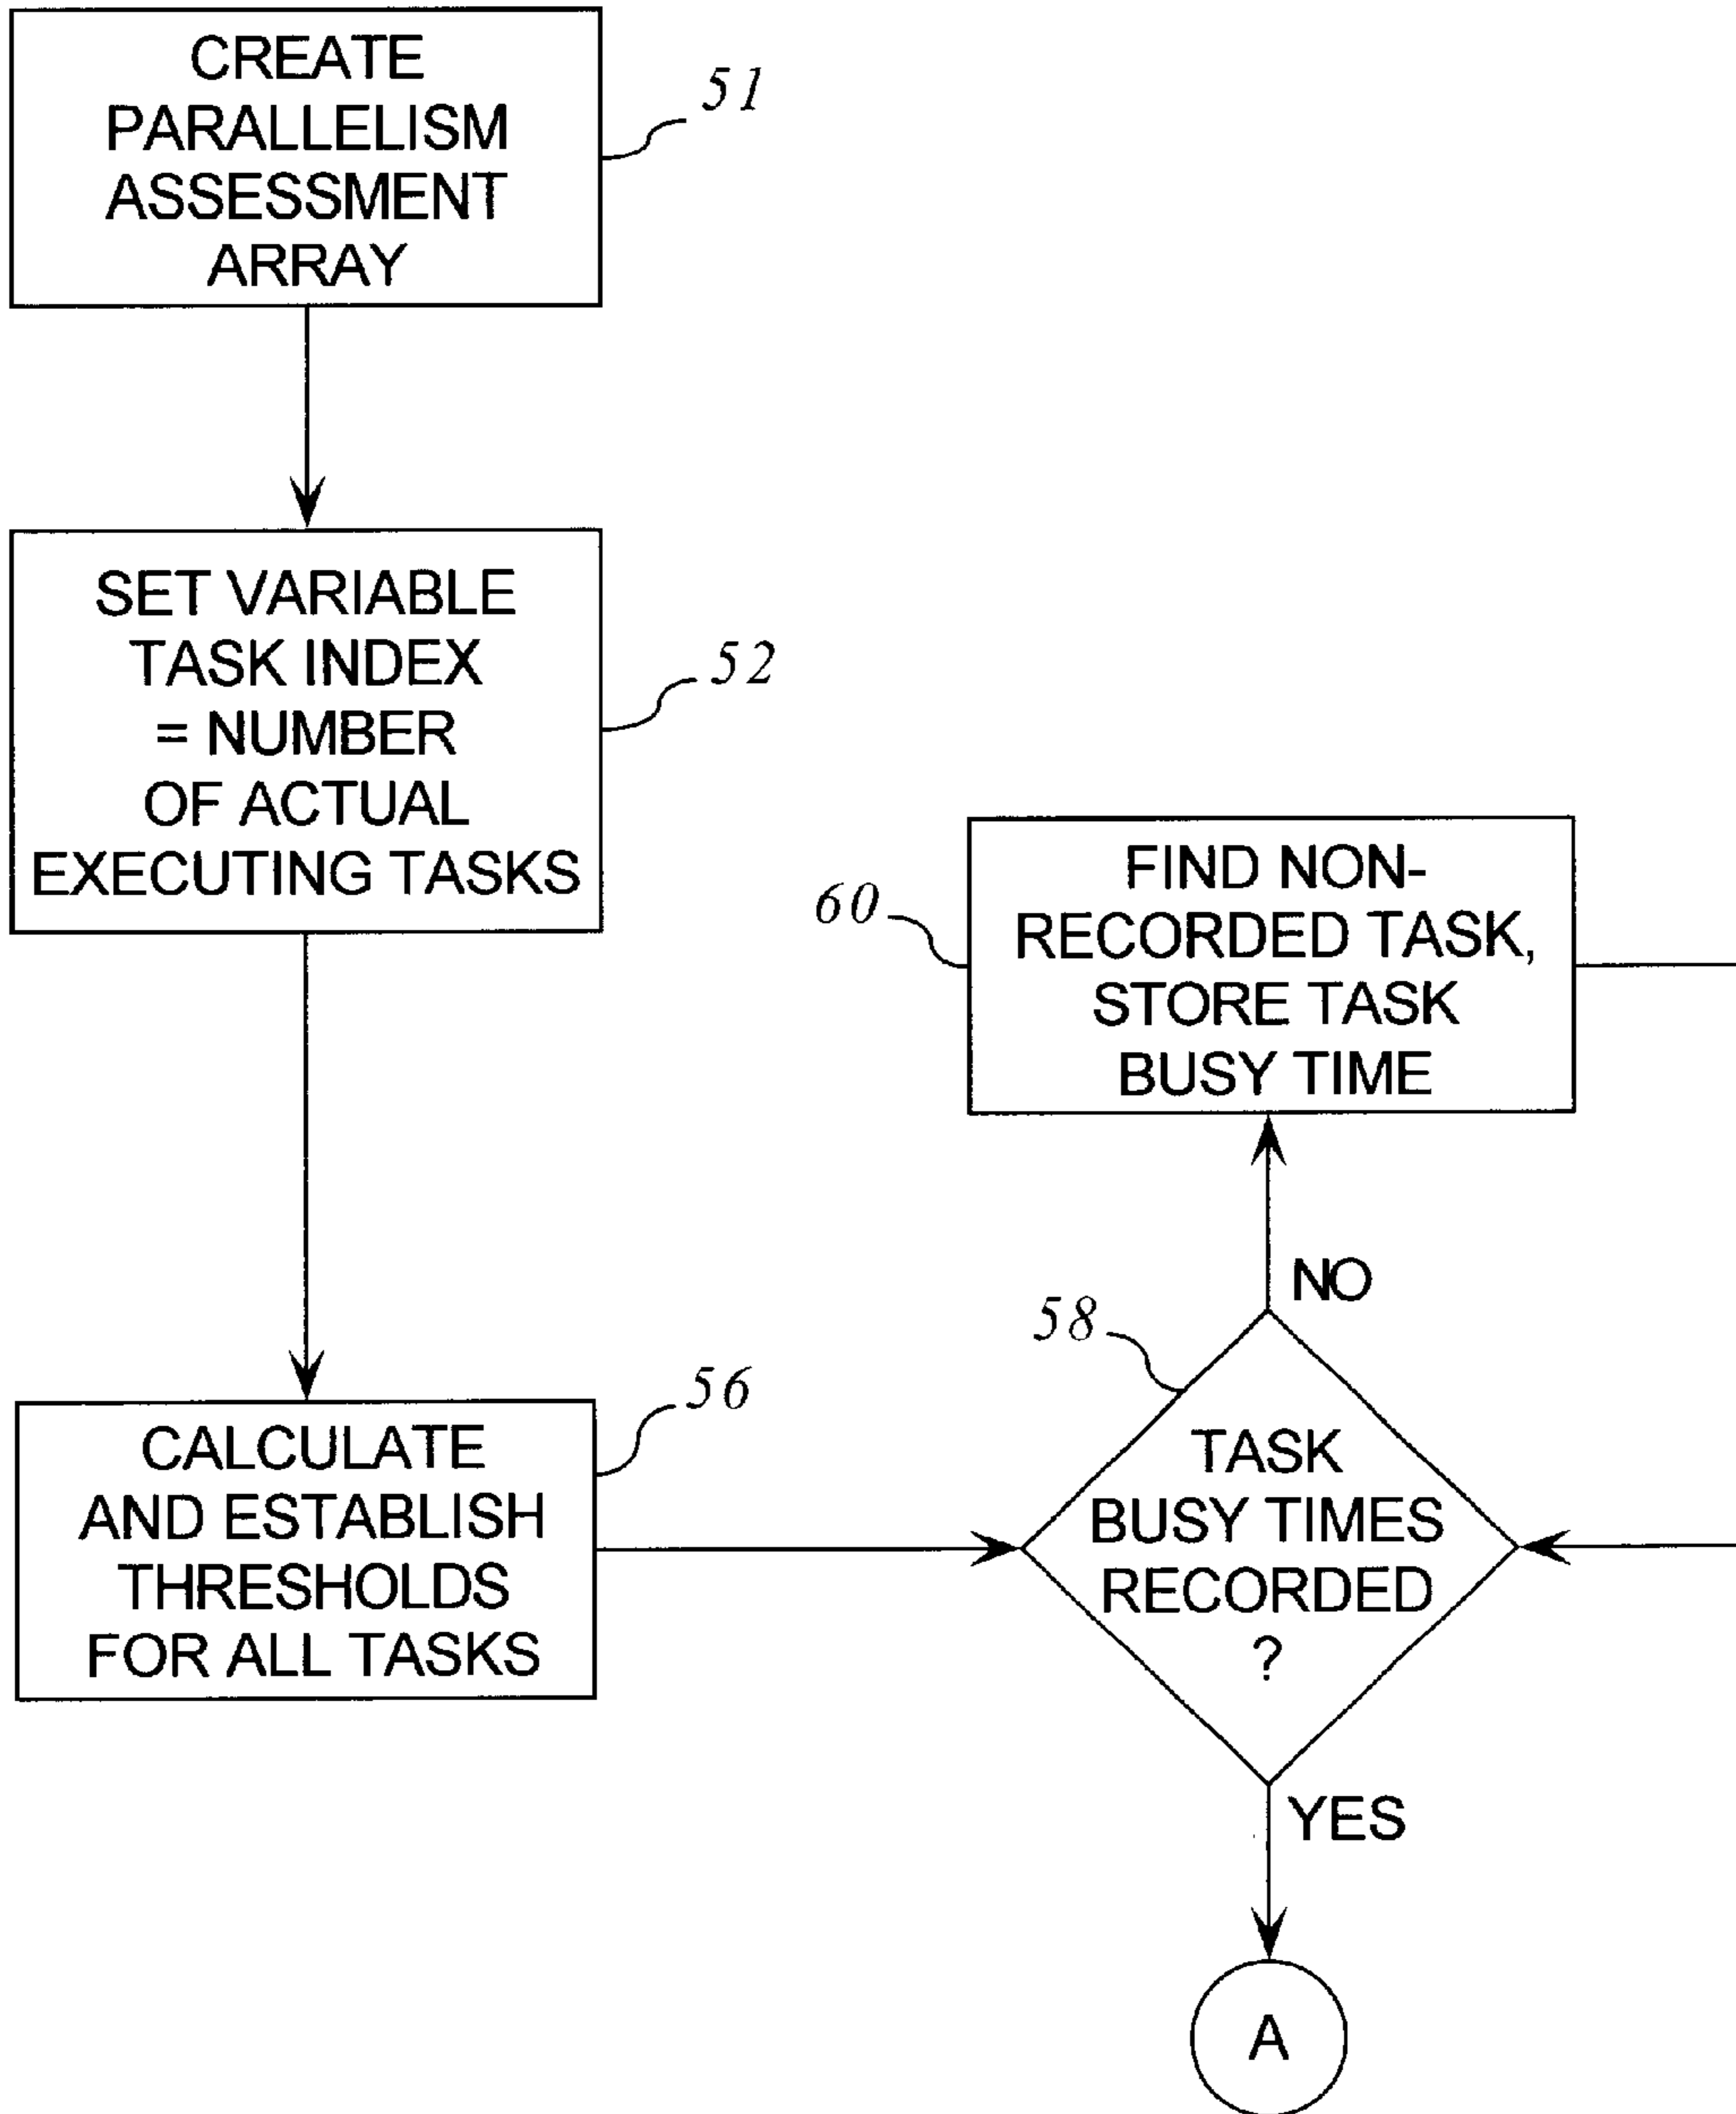 CREATE
PARALLELISM
ASSESSMENT
ARRAY
51
SET VARIABLE
TASK INDEX
= NUMBER
OF ACTUAL
EXECUTING TASKS
52
CALCULATE
AND ESTABLISH
THRESHOLDS
FOR ALL TASKS
56
FIND NON-
RECORDED TASK,
STORE TASK
BUSY TIME
60
NO
58
TASK
BUSY TIMES
RECORDED
?
YES
A